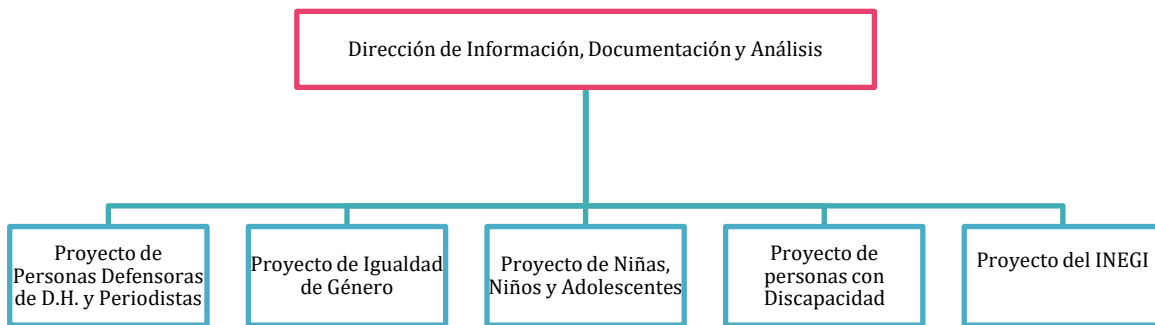 Dirección de Información, Documentación y Análisis
Proyecto de
Personas Defensoras
de D.H. y Periodistas
Proyecto de Igualdad
de Género
Proyecto de Niñas,
Niños y Adolescentes
Proyecto de
personas con
Discapacidad
Proyecto del INEGI